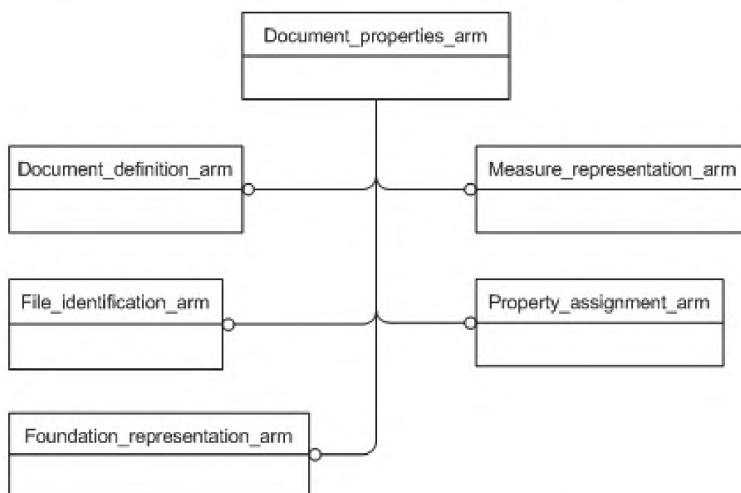 Document_properties_arm
Document_definition_arm
Measure_representation_arm
File_identification_arm
Property_assignment_arm
Foundation_representation_arm